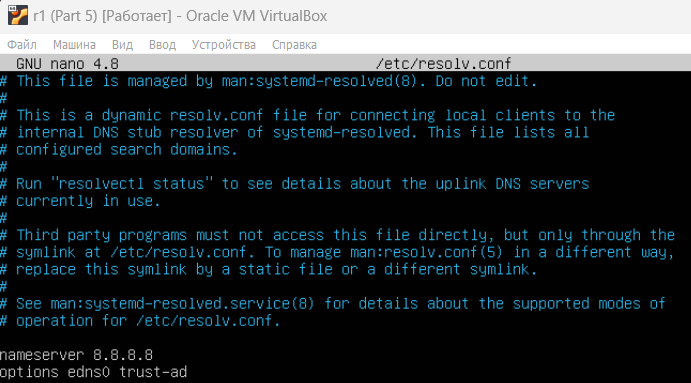 r1 (Part 5) [Работает] - Oracle VM VirtualBox
Файл Машина Вид Ввод Устройства Справка
GNU nano 4.8 /etc/resolv.conf
# This file is managed by man:systemd-resolved(8). Do not edit.
#
# This is a dynamic resolv.conf file for connecting local clients to the
# internal DNS stub resolver of systemd-resolved. This file lists all
# configured search domains.
#
# Run "resolvectl status" to see details about the uplink DNS servers
# currently in use.
#
# Third party programs must not access this file directly, but only through the
# symlink at /etc/resolv.conf. To manage man:resolv.conf(5) in a different way,
# replace this symlink by a static file or a different symlink.
#
# See man:systemd-resolved.service(8) for details about the supported modes of
# operation for /etc/resolv.conf.
nameserver 8.8.8.8
options edns0 trust-ad